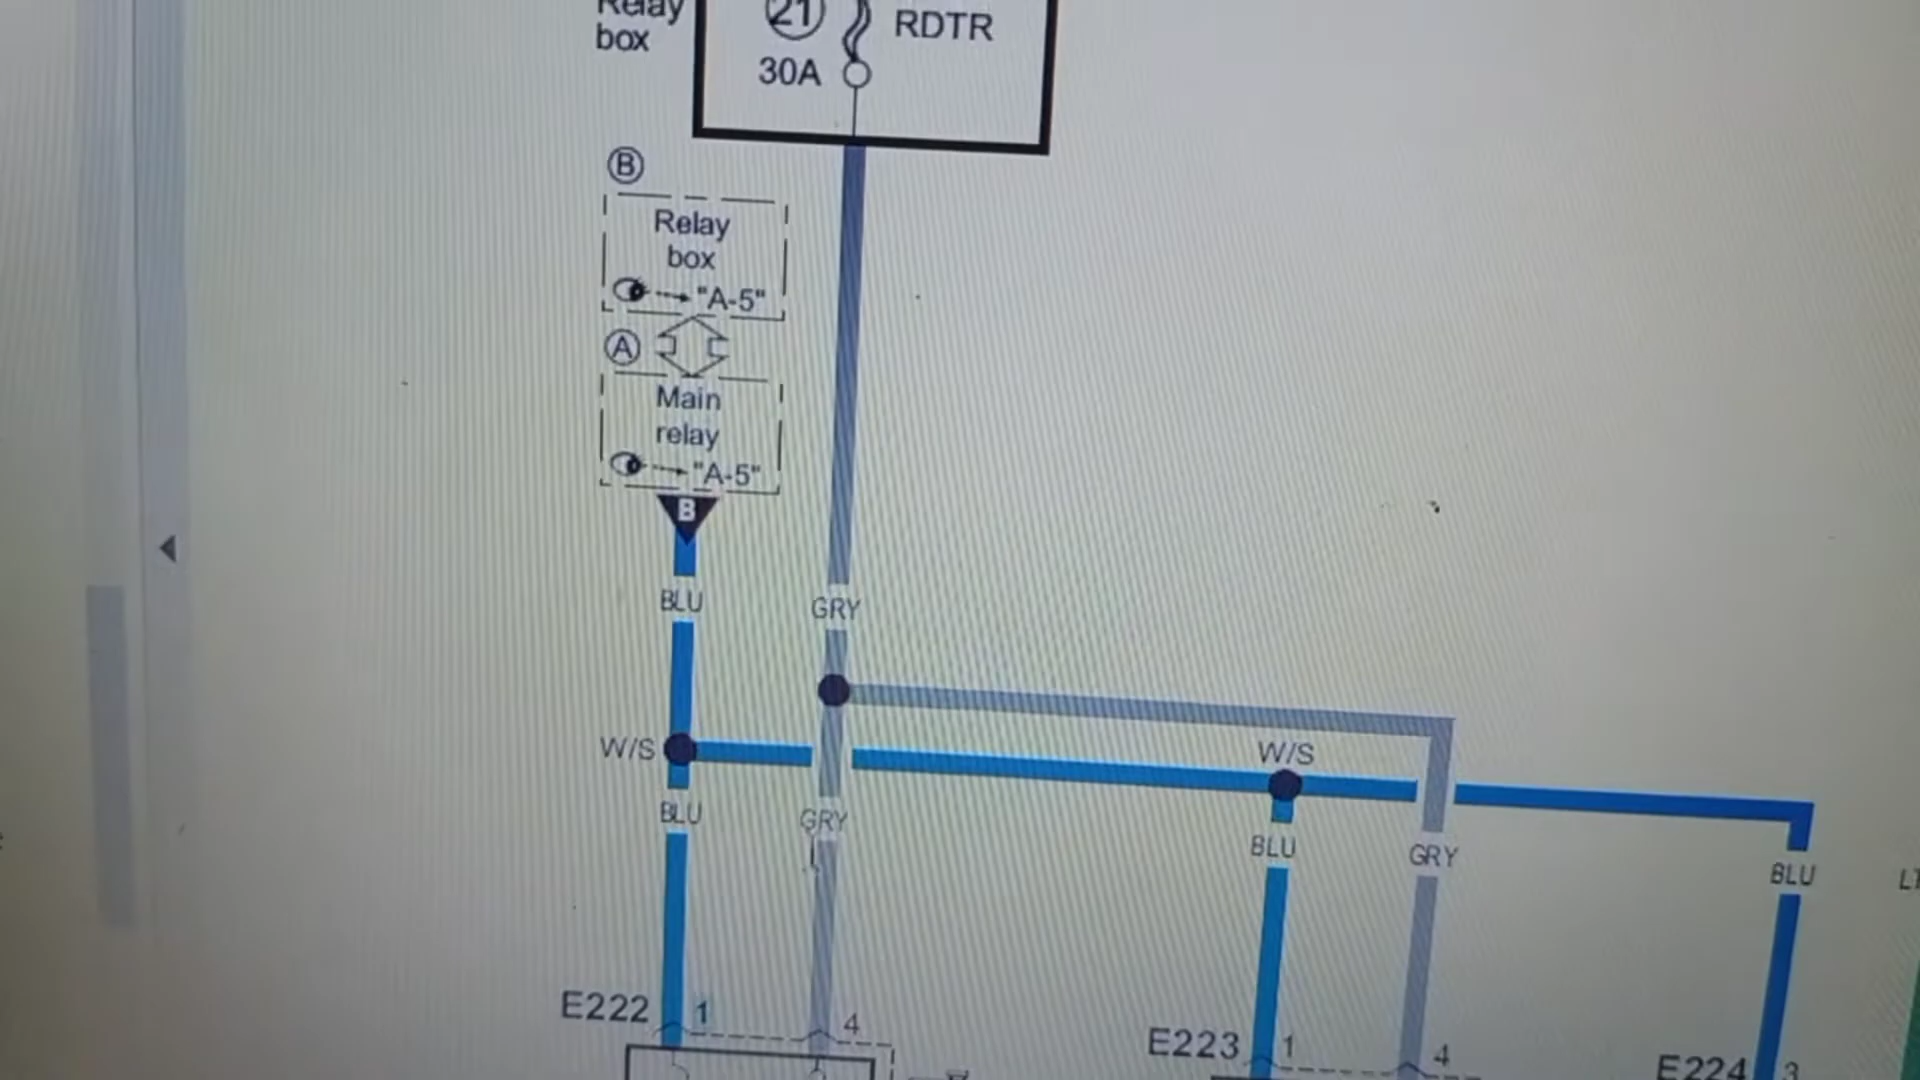 Relay
box
21
RDTR
30A
B
Relay
box
"A-5"
A
Main
relay
"A-5"
B
BLU
GRY
W/S
W/S
BLU
GRY
BLU
GRY
BLU
E222
1
4
E223
1
4
E224
3